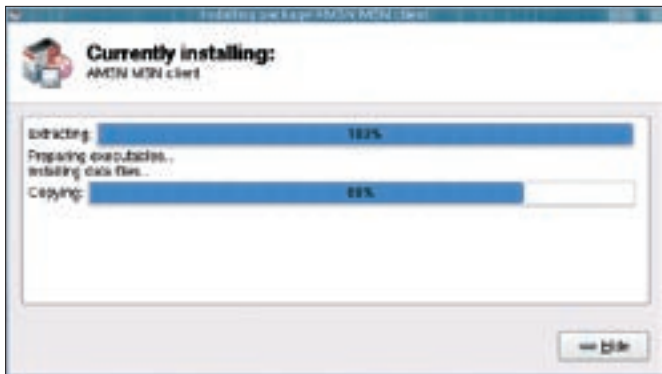 Installing package AMSN MSN client
Currently installing:
AMSN MSN client
Extracting: 100%
Preparing executables...
Installing data files...
Copying:
Hide